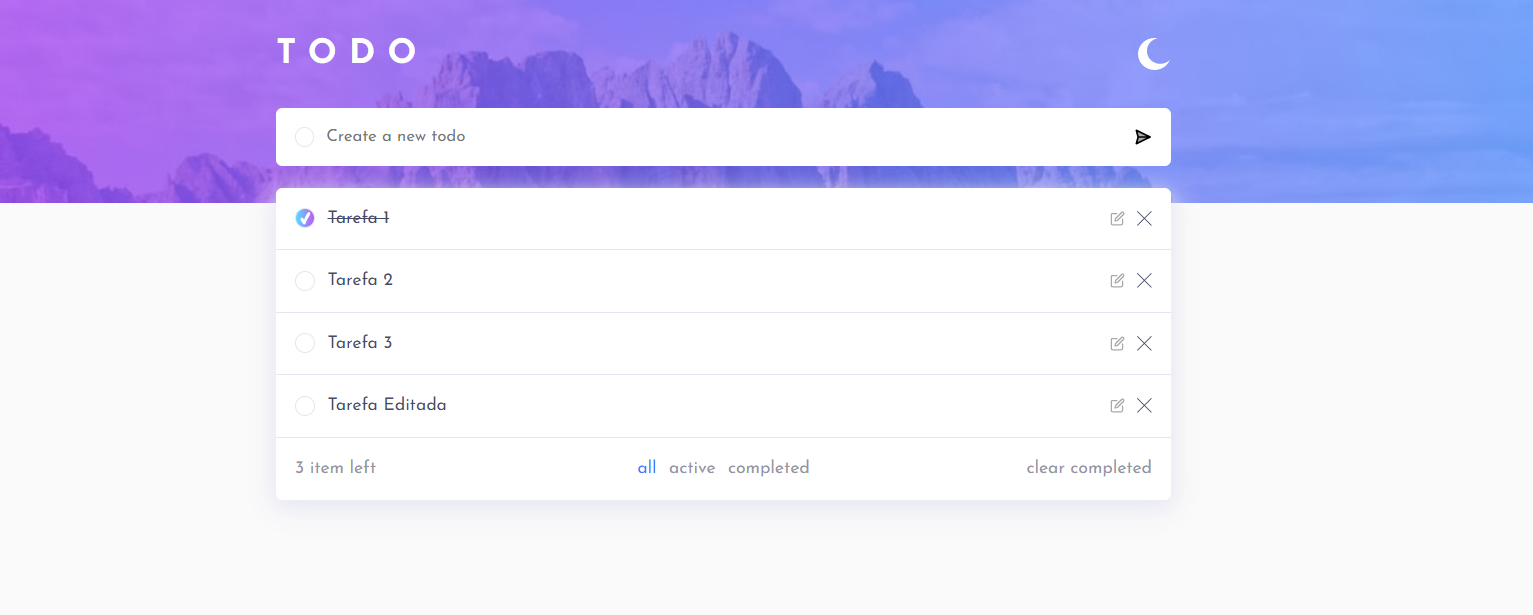 TODO
Create a new todo
Tarefa 1
Tarefa 2
Tarefa 3
Tarefa Editada
3 item left all active completed clear completed